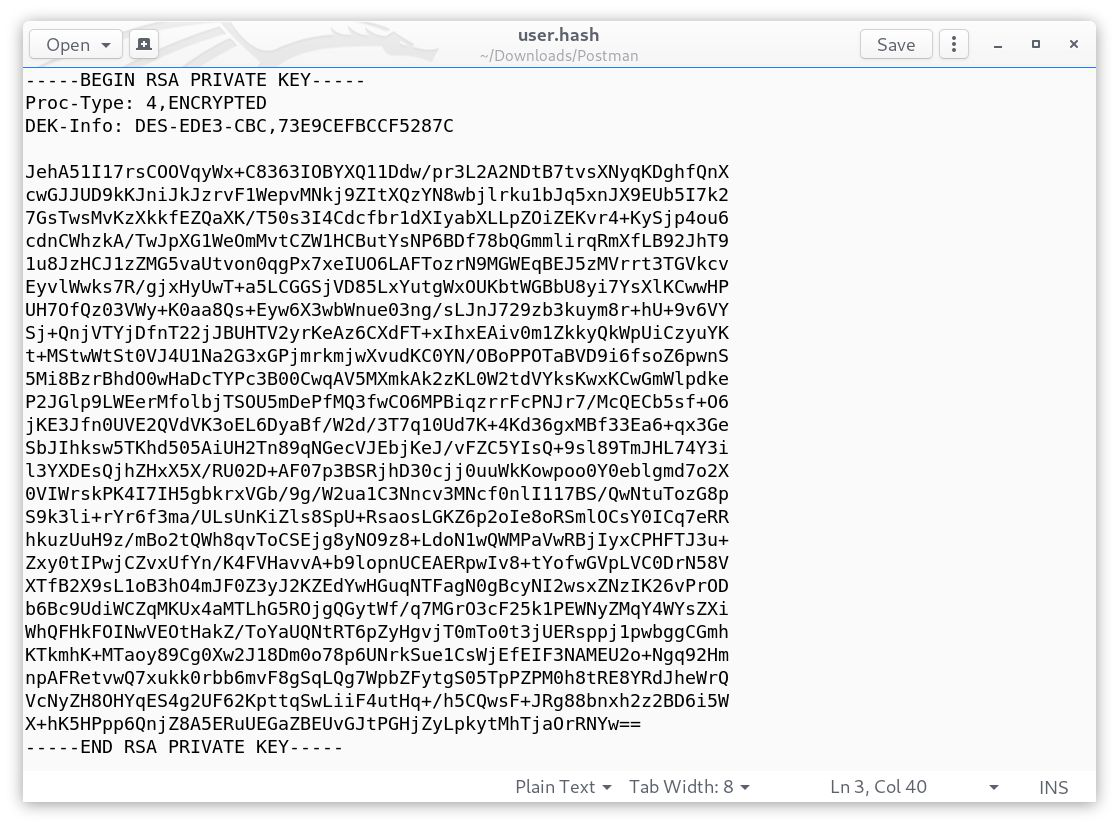 Open
user.hash
~/Downloads/Postman
Save
-----BEGIN RSA PRIVATE KEY-----
Proc-Type: 4,ENCRYPTED
DEK-Info: DES-EDE3-CBC,73E9CEFBCCF5287C
JehA51I17rsCOOVqyWx+C8363IOBYXQ11Ddw/pr3L2A2NDtB7tvsXNyqKDghfQnX
cwGJJUD9kKJniJkJzrvF1WepvMNkj9ZItXQzYN8wbjlrku1bJq5xnJX9EUb5I7k2
7GsTwsMvKzXkkfEZQaXK/T50s3I4Cdcfbr1dXIyabXLLpZOiZEKvr4+KySjp4ou6
cdnCWhzkA/TwJpXG1WeOmMvtCZW1HCButYsNP6BDf78bQGmmlirqRmXfLB92JhT9
1u8JzHCJ1zZMG5vaUtvon0qgPx7xeIUO6LAFTozrN9MGWEqBEJ5zMVrrt3TGVkcv
EyvlWwks7R/gjxHyUwT+a5LCGGSjVD85LxYutgWxOUKbtWGBbU8yi7YsXlKCwwHP
UH7OfQz03VWy+K0aa8Qs+Eyw6X3wbWnue03ng/sLJnJ729zb3kuym8r+hU+9v6VY
Sj+QnjVTYjDfnT22jJBUHTV2yrKeAz6CXdFT+xIhxEAiv0m1ZkkyQkWpUiCzyuYK
t+MStwWtSt0VJ4U1Na2G3xGPjmrkmjwXvudKC0YN/OBoPPOTaBVD9i6fsoZ6pwnS
5Mi8BzrBhdO0wHaDcTYPc3B00CwqAV5MXmkAk2zKL0W2tdVYksKwxKCwGmWlpdke
P2JGlp9LWEerMfolbjTSOU5mDePfMQ3fwCO6MPBiqzrrFcPNJr7/McQECb5sf+O6
jKE3Jfn0UVE2QVdVK3oEL6DyaBf/W2d/3T7q10Ud7K+4Kd36gxMBf33Ea6+qx3Ge
SbJIhksw5TKhd505AiUH2Tn89qNGecVJEbjKeJ/vFZC5YIsQ+9sl89TmJHL74Y3i
l3YXDEsQjhZHxX5X/RU02D+AF07p3BSRjhD30cjj0uuWkKowpoo0Y0eblgmd7o2X
0VIWrskPK4I7IH5gbkrxVGb/9g/W2ua1C3Nncv3MNcf0nlI117BS/QwNtuTozG8p
S9k3li+rYr6f3ma/ULsUnKiZls8SpU+RsaosLGKZ6p2oIe8oRSmlOCsY0ICq7eRR
hkuzUuH9z/mBo2tQWh8qvToCSEjg8yNO9z8+LdoN1wQWMPaVwRBjIyxCPHFTJ3u+
Zxy0tIPwjCZvxUfYn/K4FVHavvA+b9lopnUCEAERpwIv8+tYofwGVpLVC0DrN58V
XTfB2X9sL1oB3hO4mJF0Z3yJ2KZEdYwHGuqNTFagN0gBcyNI2wsxZNzIK26vPrOD
b6Bc9UdiWCZqMKUx4aMTLhG5ROjgQGytWf/q7MGrO3cF25k1PEWNyZMqY4WYsZXi
WhQFHkFOINwVEOtHakZ/ToYaUQNtRT6pZyHgvjT0mTo0t3jUERsppj1pwbggCGmh
KTkmhK+MTaoy89Cg0Xw2J18Dm0o78p6UNrkSue1CsWjEfEIF3NAMEU2o+Ngq92Hm
npAFRetvwQ7xukk0rbb6mvF8gSqLQg7WpbZFytgS05TpPZPM0h8tRE8YRdJheWrQ
VcNyZH8OHYqES4g2UF62KpttqSwLiiF4utHq+/h5CQwsF+JRg88bnxh2z2BD6i5W
X+hK5HPpp6QnjZ8A5ERuUEGaZBEUvGJtPGHjZyLpkytMhTjaOrRNYw==
-----END RSA PRIVATE KEY-----
Plain Text
Tab Width: 8
Ln 3, Col 40
INS